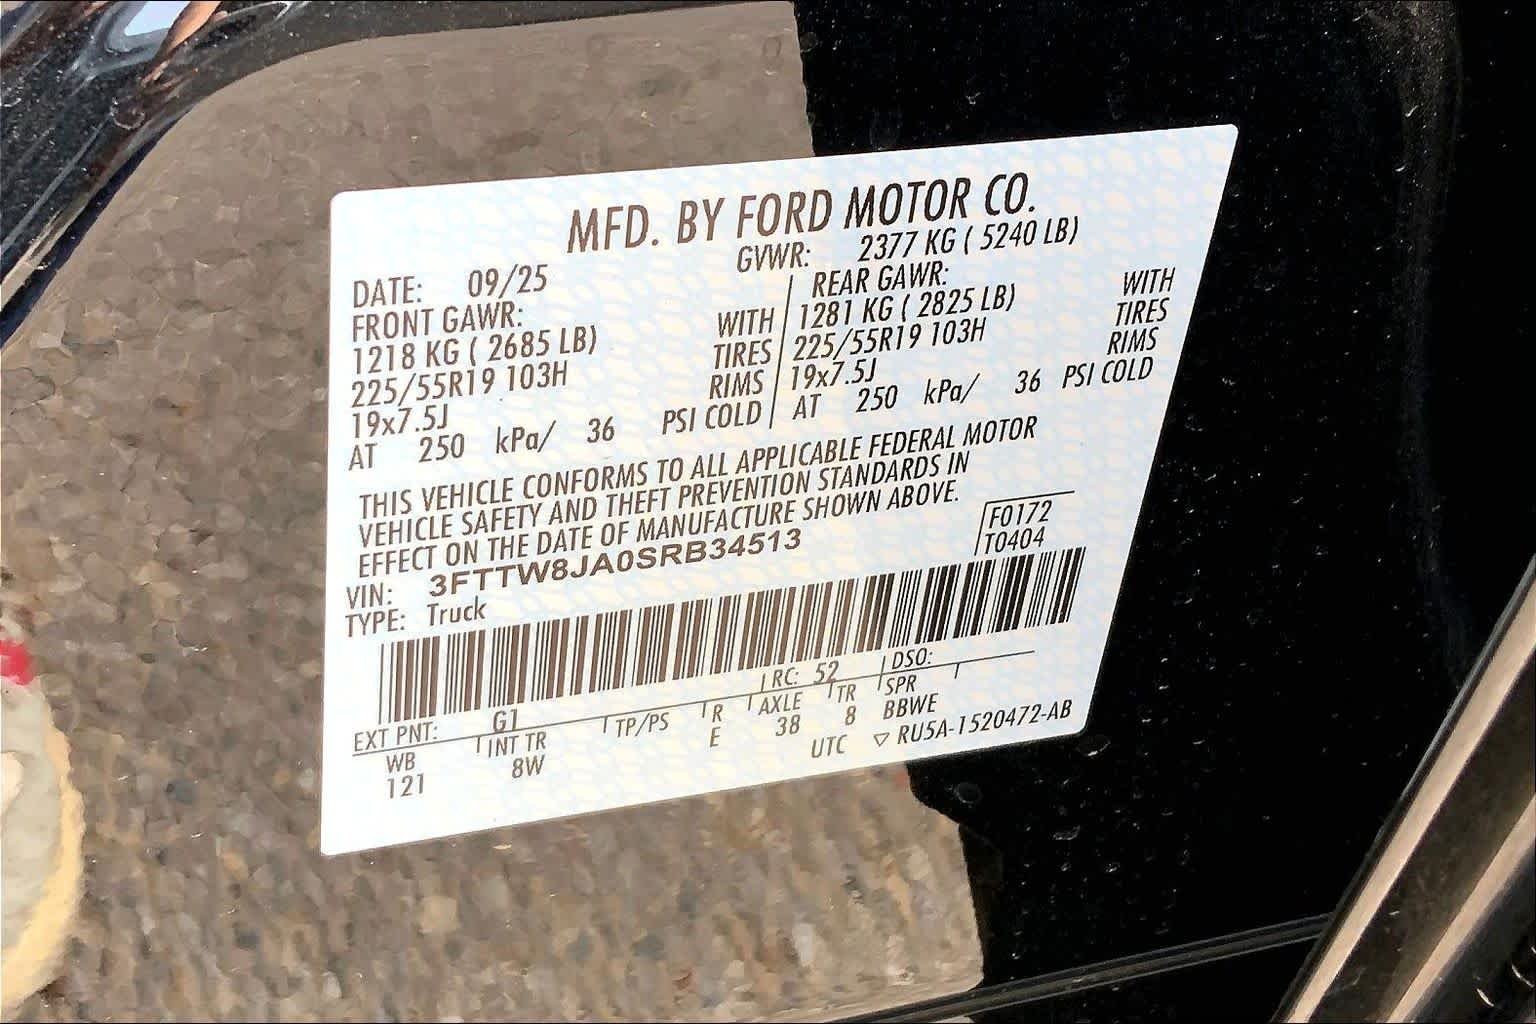 MFD. BY FORD MOTOR CO.
DATE: 09/25 GVWR: 2377 KG ( 5240 LB)
FRONT GAWR: WITH
1218 KG ( 2685 LB) TIRES
225/55R19 103H RIMS
19x7.5J
AT 250 kPa/ 36 PSI COLD
REAR GAWR: WITH
1281 KG ( 2825 LB) TIRES
225/55R19 103H RIMS
19x7.5J
AT 250 kPa/ 36 PSI COLD
THIS VEHICLE CONFORMS TO ALL APPLICABLE FEDERAL MOTOR
VEHICLE SAFETY AND THEFT PREVENTION STANDARDS IN
EFFECT ON THE DATE OF MANUFACTURE SHOWN ABOVE.
VIN: 3FTTW8JA0SRB34513
TYPE: Truck
F0172
T0404
EXT PNT: G1 RC: 52 DSO:
WB INT TR TP/PS R AXLE TR SPR
121 8W E 38 8 BBWE
UTC ▽ RU5A-1520472-AB